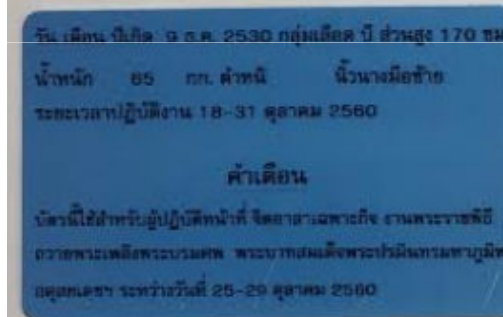 วัน เดือน ปีเกิด 9 ธ.ค. 2530 กลุ่มเลือด บี ส่วนสูง 170 ซม
น้ำหนัก 65 กก. ตำหนิ นิ้วนางมือซ้าย
ระยะเวลาปฏิบัติงาน 18-31 ตุลาคม 2560
คำเตือน
บัตรนี้ใช้สำหรับผู้ปฏิบัติหน้าที่ จิตอาสาเฉพาะกิจ งานพระราชพิธี
ถวายพระเพลิงพระบรมศพ พระบาทสมเด็จพระปรมินทรมหาภูมิพ
อดุลยเดชฯ ระหว่างวันที่ 25-29 ตุลาคม 2560